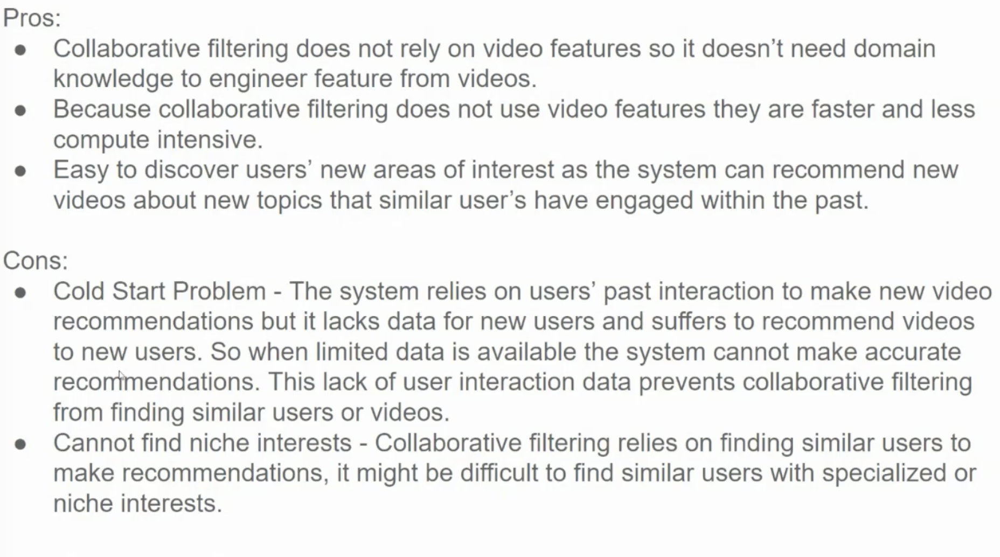 Pros:
● Collaborative filtering does not rely on video features so it doesn’t need domain
knowledge to engineer feature from videos.
● Because collaborative filtering does not use video features they are faster and less
compute intensive.
● Easy to discover users’ new areas of interest as the system can recommend new
videos about new topics that similar user’s have engaged within the past.
Cons:
● Cold Start Problem - The system relies on users’ past interaction to make new video
recommendations but it lacks data for new users and suffers to recommend videos
to new users. So when limited data is available the system cannot make accurate
recommendations. This lack of user interaction data prevents collaborative filtering
from finding similar users or videos.
● Cannot find niche interests - Collaborative filtering relies on finding similar users to
make recommendations, it might be difficult to find similar users with specialized or
niche interests.